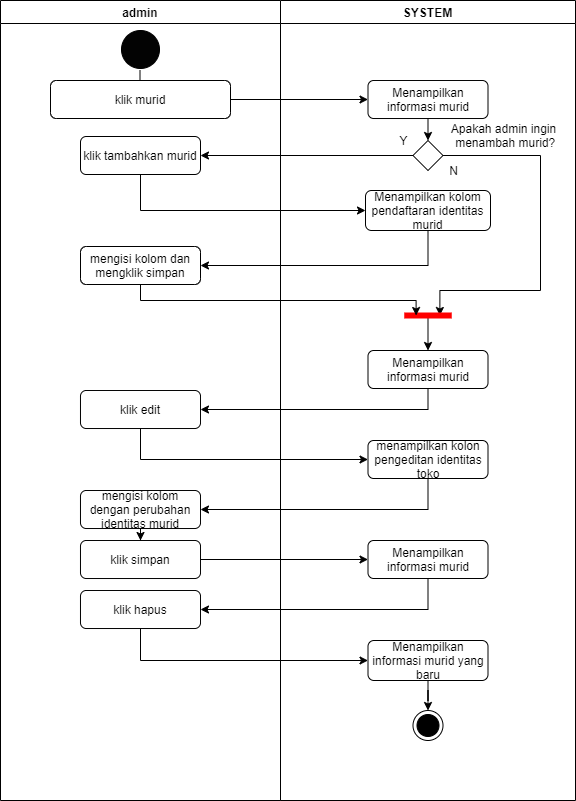 admin
SYSTEM
klik murid
Menampilkan
informasi murid
Apakah admin ingin
menambah murid?
Y
klik tambahkan murid
N
Menampilkan kolom
pendaftaran identitas
murid
mengisi kolom dan
mengklik simpan
Menampilkan
informasi murid
klik edit
menampilkan kolon
pengeditan identitas
toko
mengisi kolom
dengan perubahan
identitas murid
klik simpan
Menampilkan
informasi murid
klik hapus
Menampilkan
informasi murid yang
baru